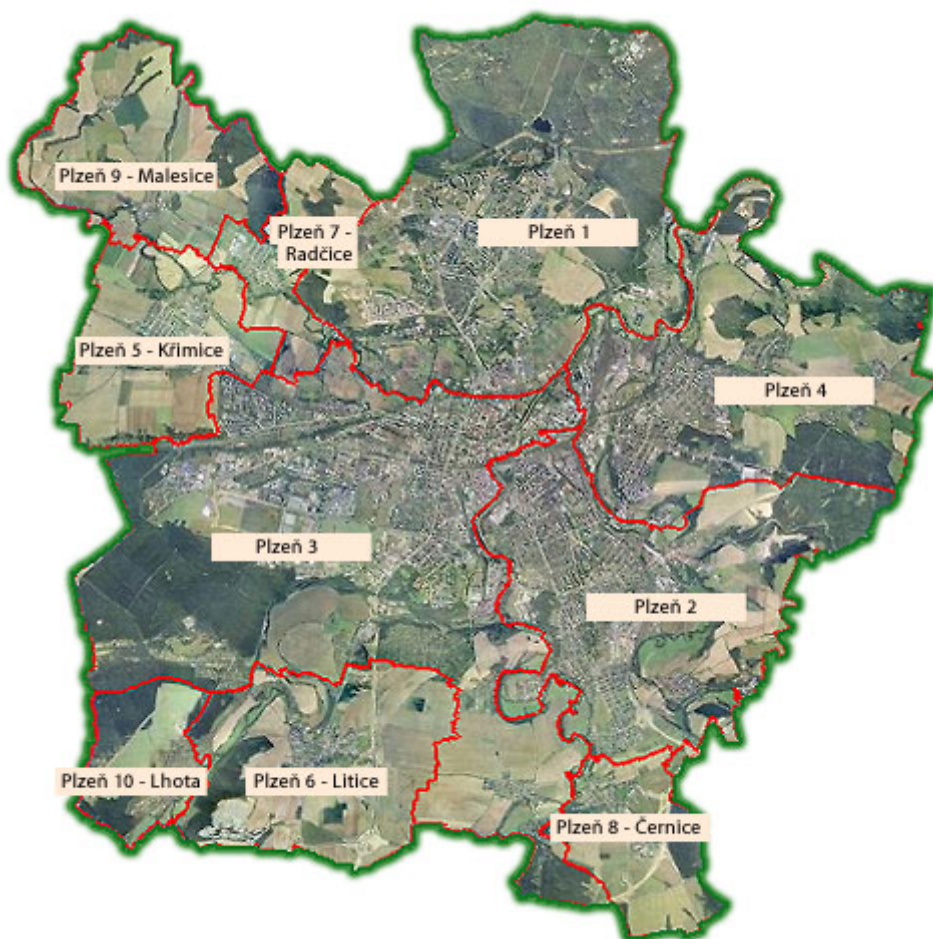 Plzeň 9 - Malesice
Plzeň 7 -
Radčice
Plzeň 1
Plzeň 5 - Křimice
Plzeň 4
Plzeň 3
Plzeň 2
Plzeň 10 - Lhota
Plzeň 6 - Litice
Plzeň 8 - Černice